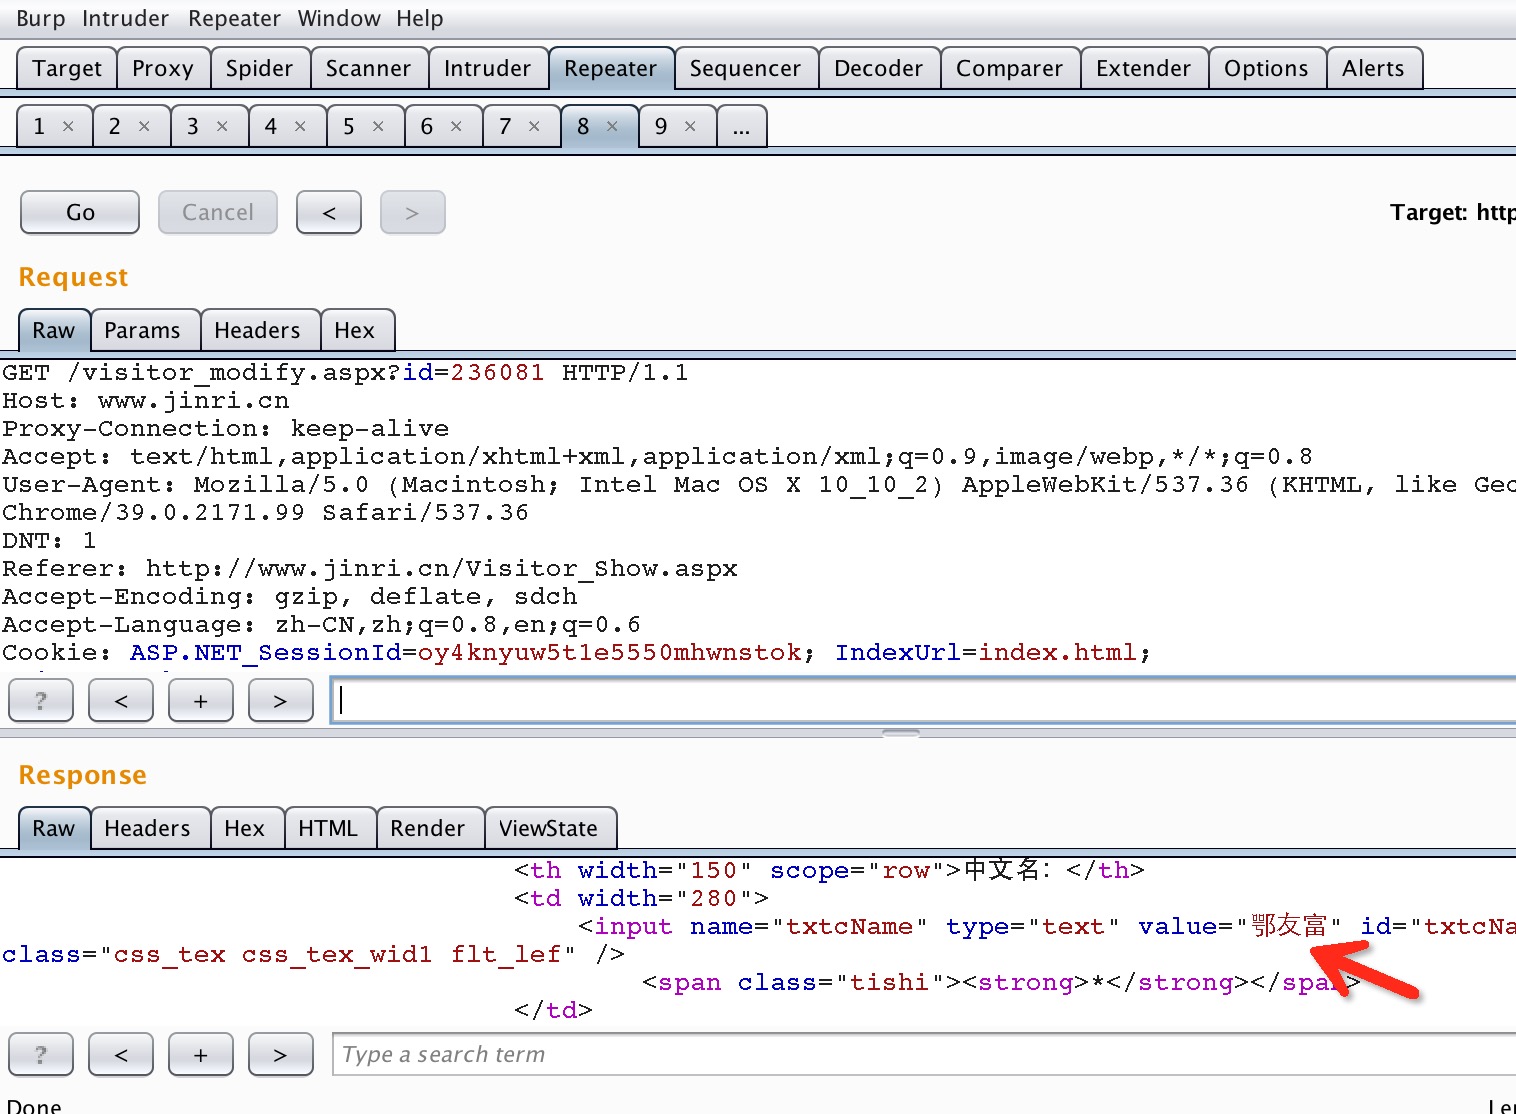 Burp Intruder Repeater Window Help
Target Proxy Spider Scanner Intruder Repeater Sequencer Decoder Comparer Extender Options Alerts
1 × 2 × 3 × 4 × 5 × 6 × 7 × 8 × 9 × ...
Go Cancel < > Target: http
Request
Raw Params Headers Hex
GET /visitor_modify.aspx?id=236081 HTTP/1.1
Host: www.jinri.cn
Proxy-Connection: keep-alive
Accept: text/html,application/xhtml+xml,application/xml;q=0.9,image/webp,*/*;q=0.8
User-Agent: Mozilla/5.0 (Macintosh; Intel Mac OS X 10_10_2) AppleWebKit/537.36 (KHTML, like Gec
Chrome/39.0.2171.99 Safari/537.36
DNT: 1
Referer: http://www.jinri.cn/Visitor_Show.aspx
Accept-Encoding: gzip, deflate, sdch
Accept-Language: zh-CN,zh;q=0.8,en;q=0.6
Cookie: ASP.NET_SessionId=oy4knyuw5t1e5550mhwnstok; IndexUrl=index.html;
? < + >
Response
Raw Headers Hex HTML Render ViewState
<th width="150" scope="row">中文名：</th>
<td width="280">
<input name="txtcName" type="text" value="鄂友富" id="txtcNa
class="css_tex css_tex_wid1 flt_lef" />
<span class="tishi"><strong>*</strong></span>
</td>
? < + > Type a search term
Done Le